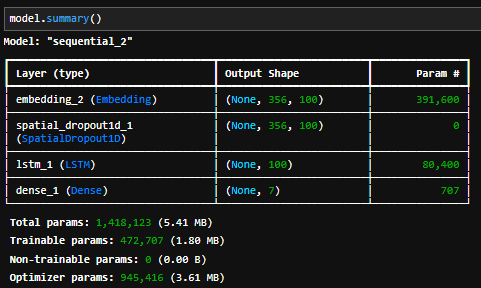 model.summary()
Model: "sequential_2"
Layer (type) Output Shape Param #
embedding_2 (Embedding) (None, 356, 100) 391,600
spatial_dropout1d_1 (None, 356, 100) 0
(SpatialDropout1D)
lstm_1 (LSTM) (None, 100) 80,400
dense_1 (Dense) (None, 7) 707
Total params: 1,418,123 (5.41 MB)
Trainable params: 472,707 (1.80 MB)
Non-trainable params: 0 (0.00 B)
Optimizer params: 945,416 (3.61 MB)